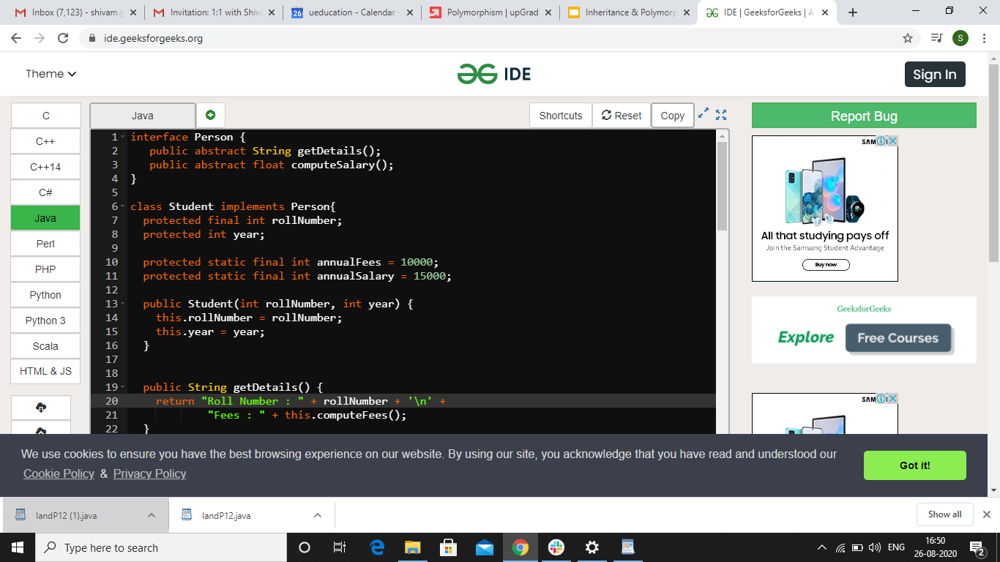 Inbox (7,123) - shivam.g
Invitation: 1:1 with Shiva
ueducation - Calendar -
Polymorphism | upGrad
Inheritance & Polymorp
IDE | GeeksforGeeks | A
ide.geeksforgeeks.org
S
Theme
IDE
Sign In
C
C++
C++14
C#
Java
Perl
PHP
Python
Python 3
Scala
HTML & JS
Java
Shortcuts
Reset
Copy
1 interface Person {
2 public abstract String getDetails();
3 public abstract float computeSalary();
4 }
5
6 class Student implements Person{
7 protected final int rollNumber;
8 protected int year;
9
10 protected static final int annualFees = 10000;
11 protected static final int annualSalary = 15000;
12
13 public Student(int rollNumber, int year) {
14 this.rollNumber = rollNumber;
15 this.year = year;
16 }
17
18
19 public String getDetails() {
20 return "Roll Number : " + rollNumber + '\n' +
21 "Fees : " + this.computeFees();
22 }
Report Bug
SAM
All that studying pays off
Join the Samsung Student Advantage
Buy now
GeeksforGeeks
Explore Free Courses
SAM
We use cookies to ensure you have the best browsing experience on our website. By using our site, you acknowledge that you have read and understood our
Cookie Policy & Privacy Policy
Got it!
IandP12 (1).java
IandP12.java
Show all
Type here to search
ENG
16:50
26-08-2020
2